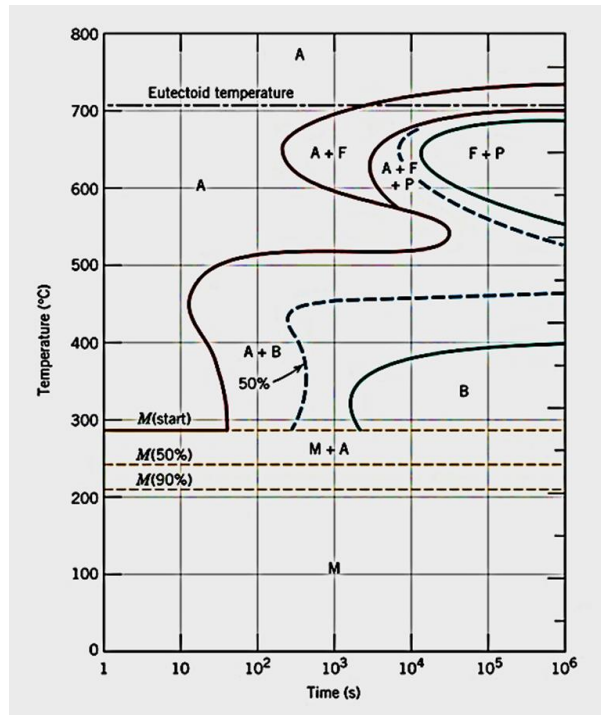 800
A
Eutectoid temperature
700
A + F
A + F
+ P
F + P
A
600
500
Temperature (°C)
400
A + B
50%
B
300
M(start)
M + A
M(50%)
M(90%)
200
M
100
0
1
10
10²
10³
10⁴
10⁵
10⁶
Time (s)